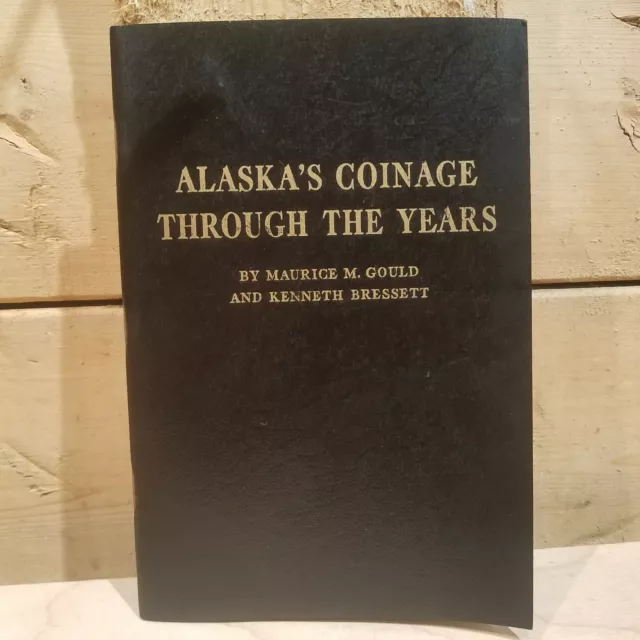 ALASKA'S COINAGE
THROUGH THE YEARS
BY MAURICE M. GOULD
AND KENNETH BRESSETT